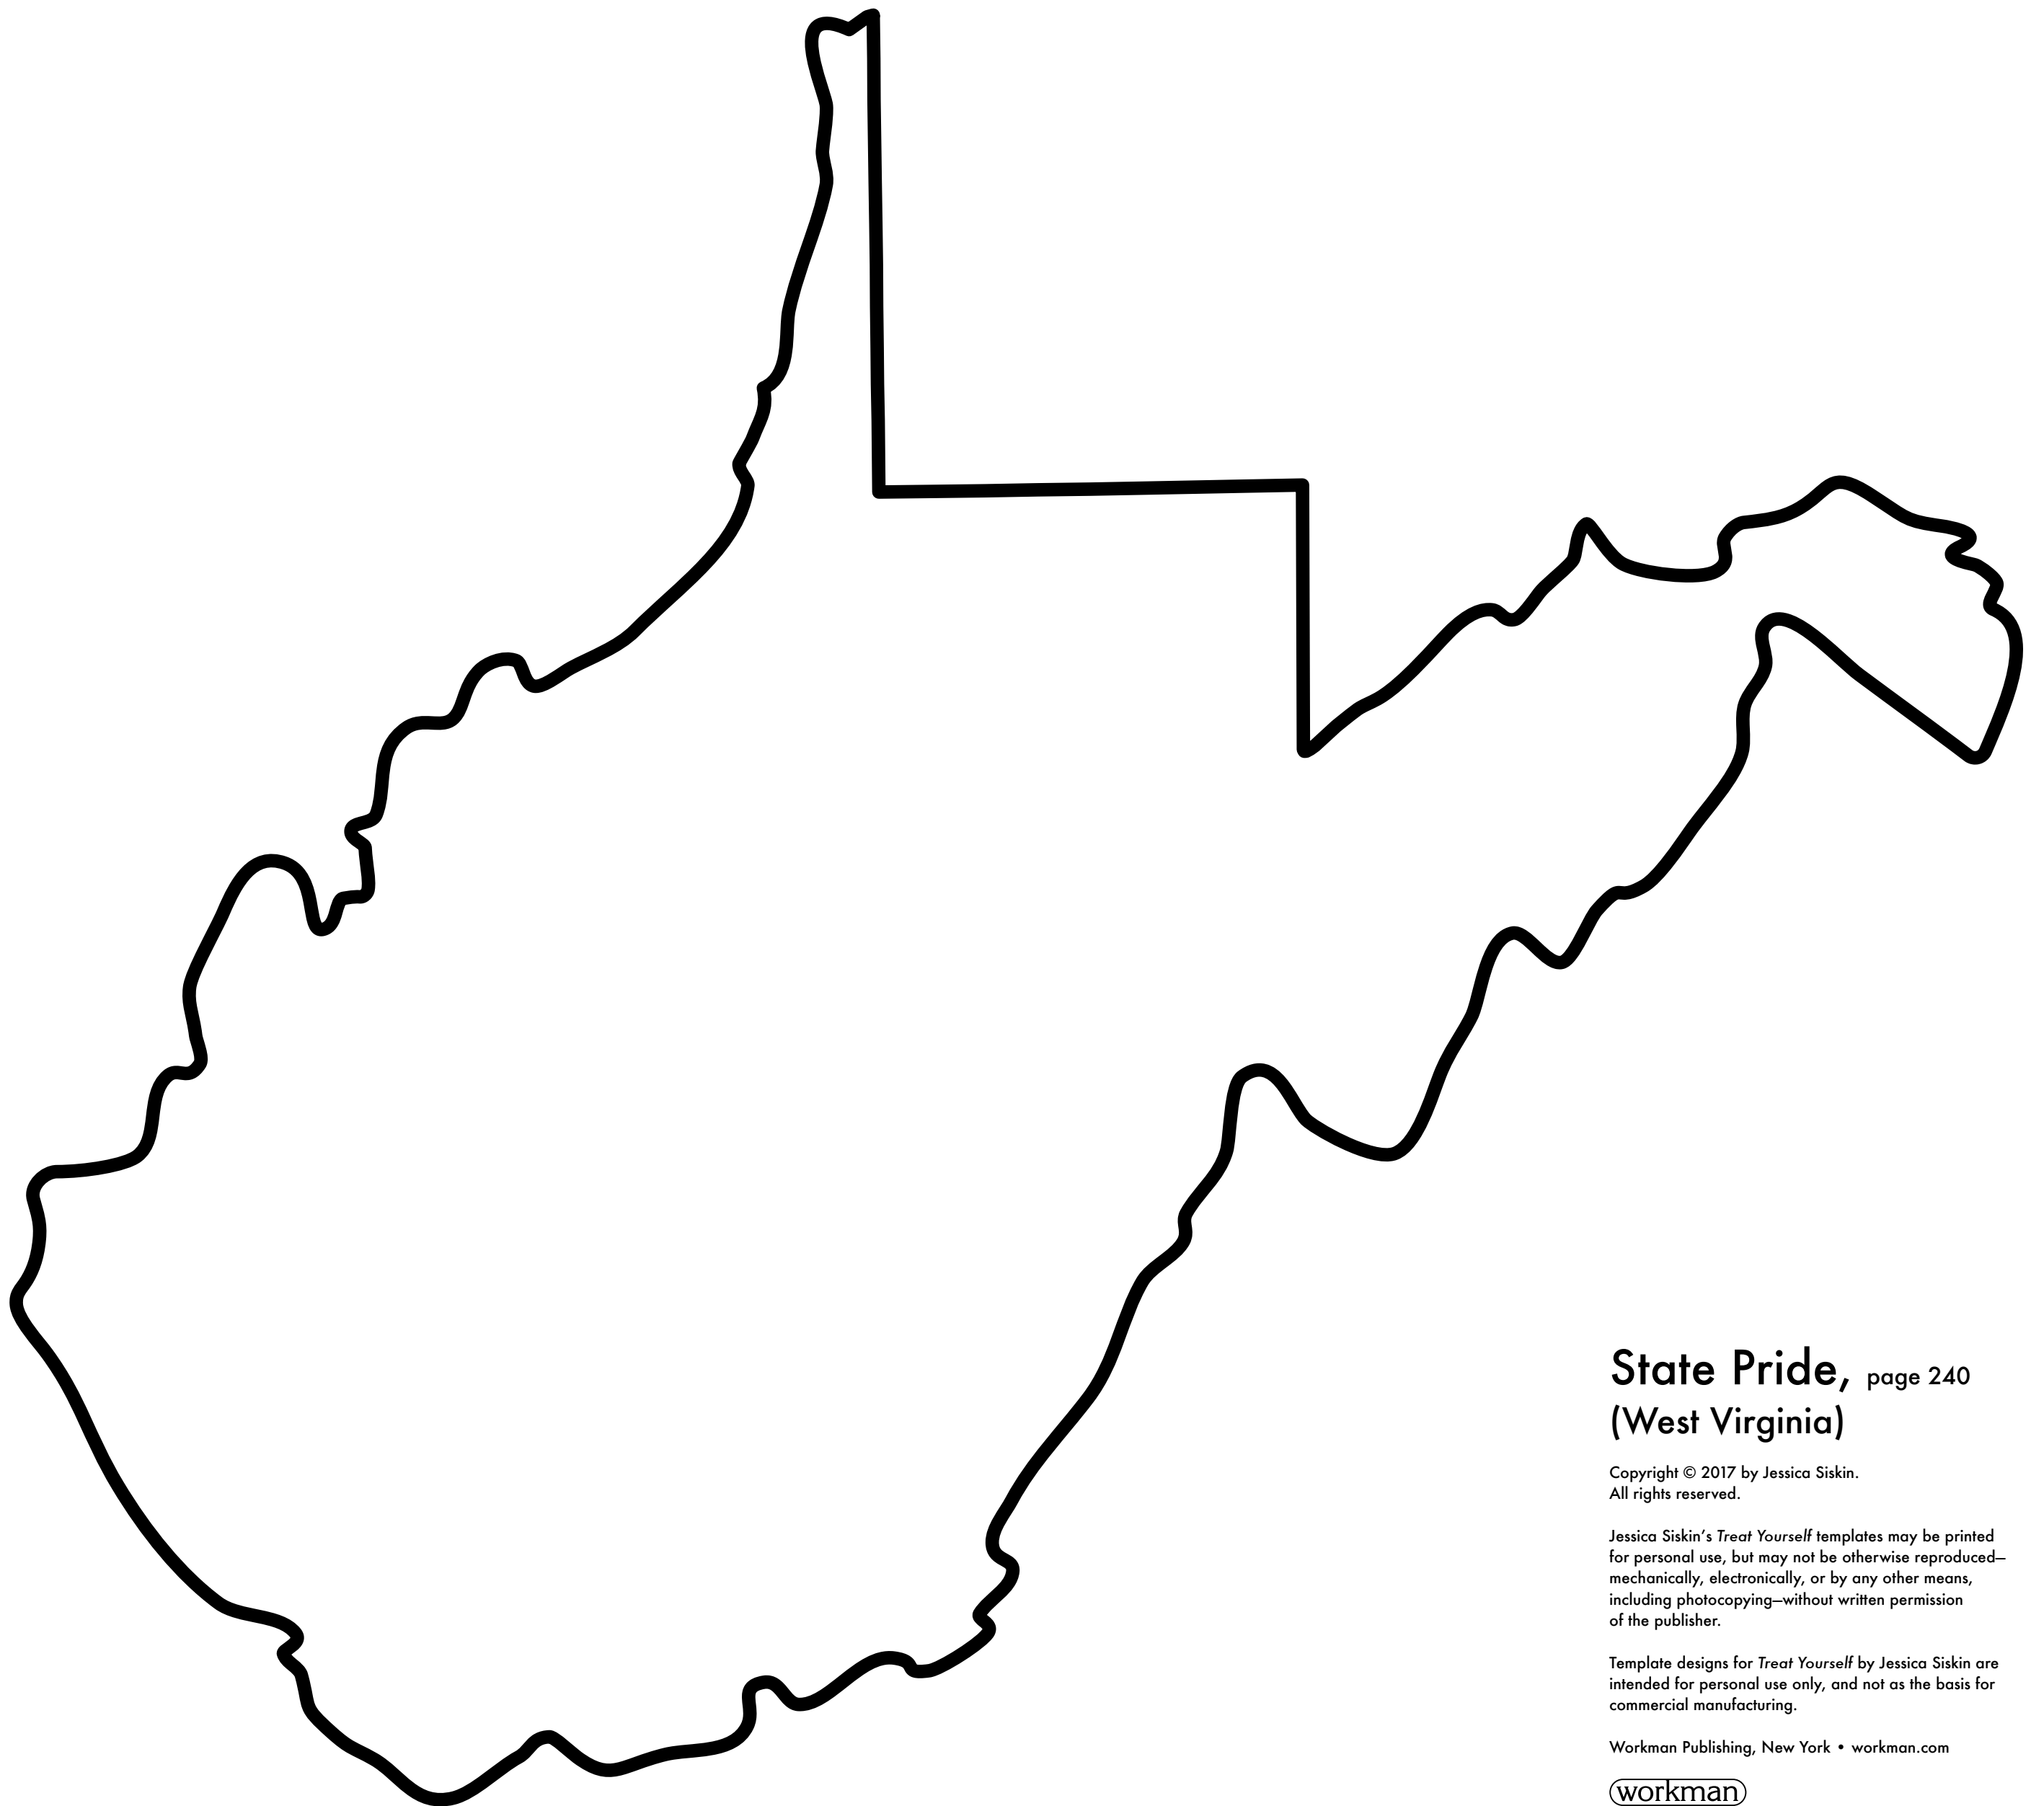 State Pride, page 240
(West Virginia)
Copyright © 2017 by Jessica Siskin.
All rights reserved.
Jessica Siskin’s Treat Yourself templates may be printed
for personal use, but may not be otherwise reproduced—
mechanically, electronically, or by any other means,
including photocopying—without written permission
of the publisher.
Template designs for Treat Yourself by Jessica Siskin are
intended for personal use only, and not as the basis for
commercial manufacturing.
Workman Publishing, New York • workman.com
workman